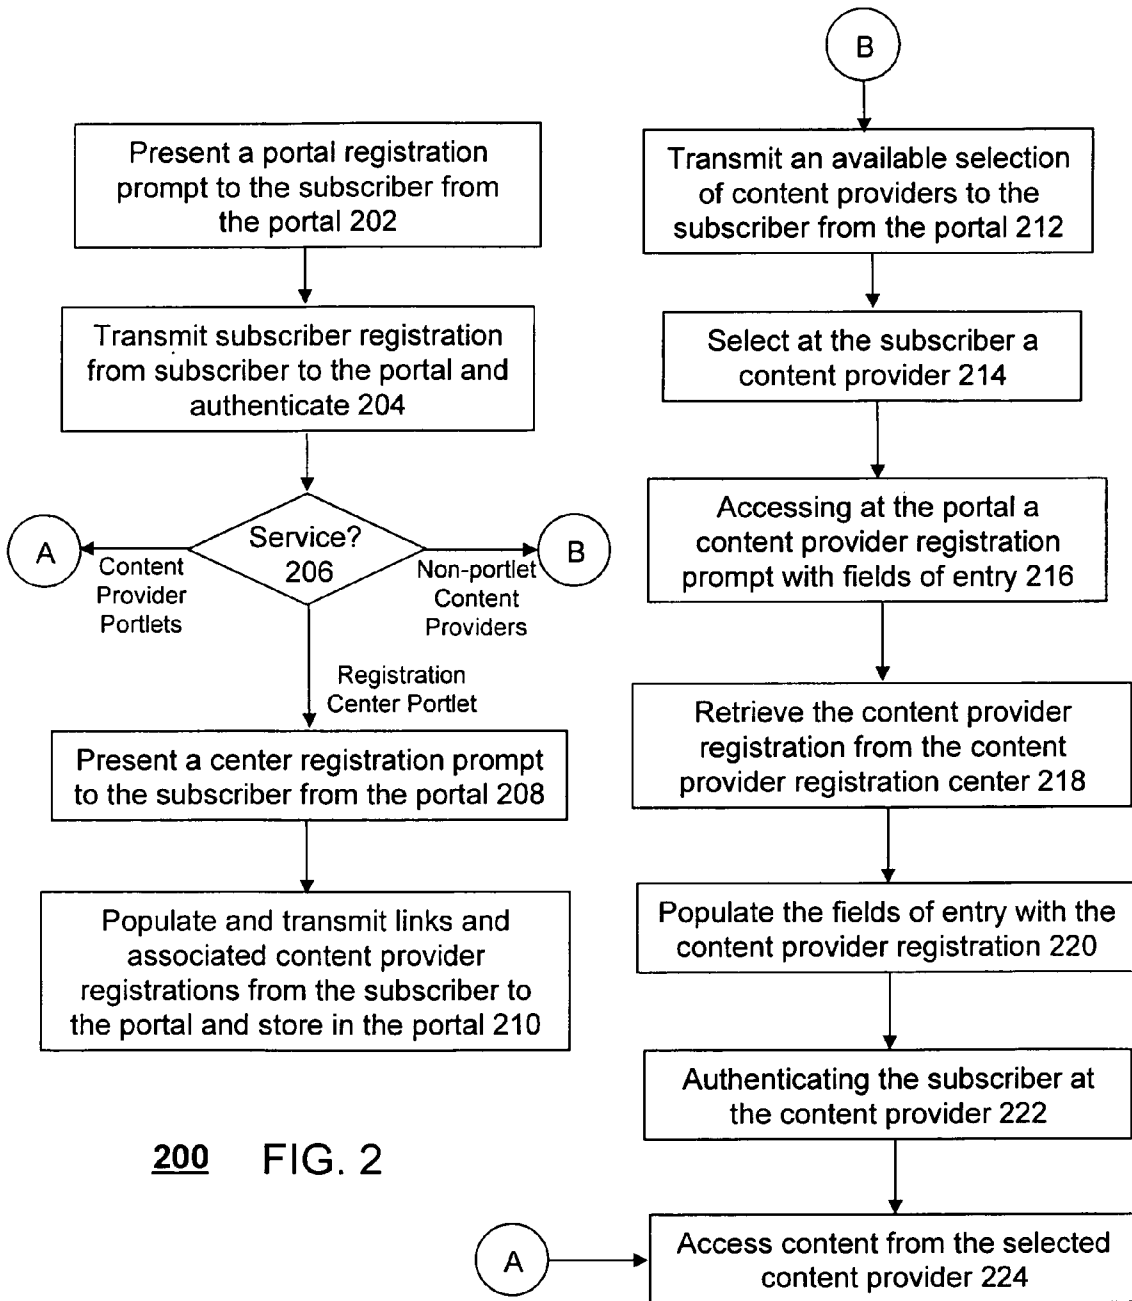 Present a portal registration
prompt to the subscriber from
the portal 202
Transmit subscriber registration
from subscriber to the portal and
authenticate 204
Service?
206
A
Content
Provider
Portlets
B
Non-portlet
Content
Providers
Registration
Center Portlet
Present a center registration prompt
to the subscriber from the portal 208
Populate and transmit links and
associated content provider
registrations from the subscriber to
the portal and store in the portal 210
B
Transmit an available selection
of content providers to the
subscriber from the portal 212
Select at the subscriber a
content provider 214
Accessing at the portal a
content provider registration
prompt with fields of entry 216
Retrieve the content provider
registration from the content
provider registration center 218
Populate the fields of entry with the
content provider registration 220
Authenticating the subscriber at
the content provider 222
A
Access content from the selected
content provider 224
200 FIG. 2